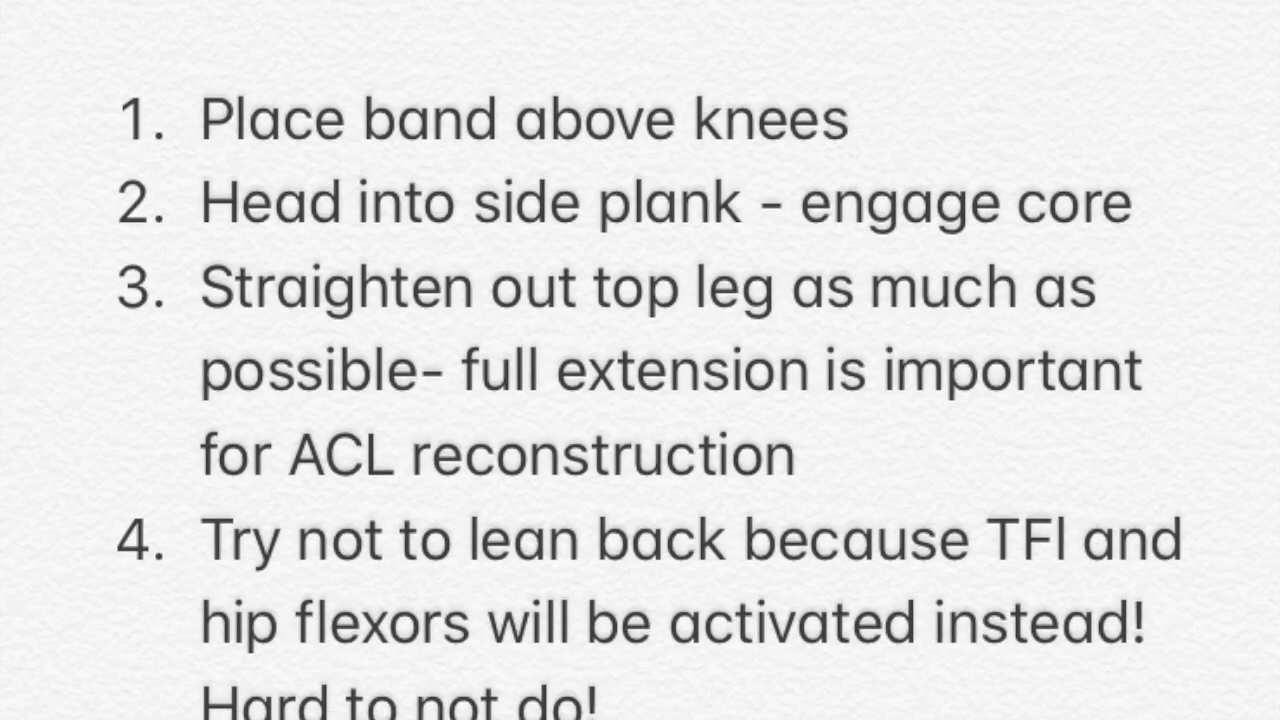 1. Place band above knees
2. Head into side plank - engage core
3. Straighten out top leg as much as
possible- full extension is important
for ACL reconstruction
4. Try not to lean back because TFl and
hip flexors will be activated instead!
Hard to not do!